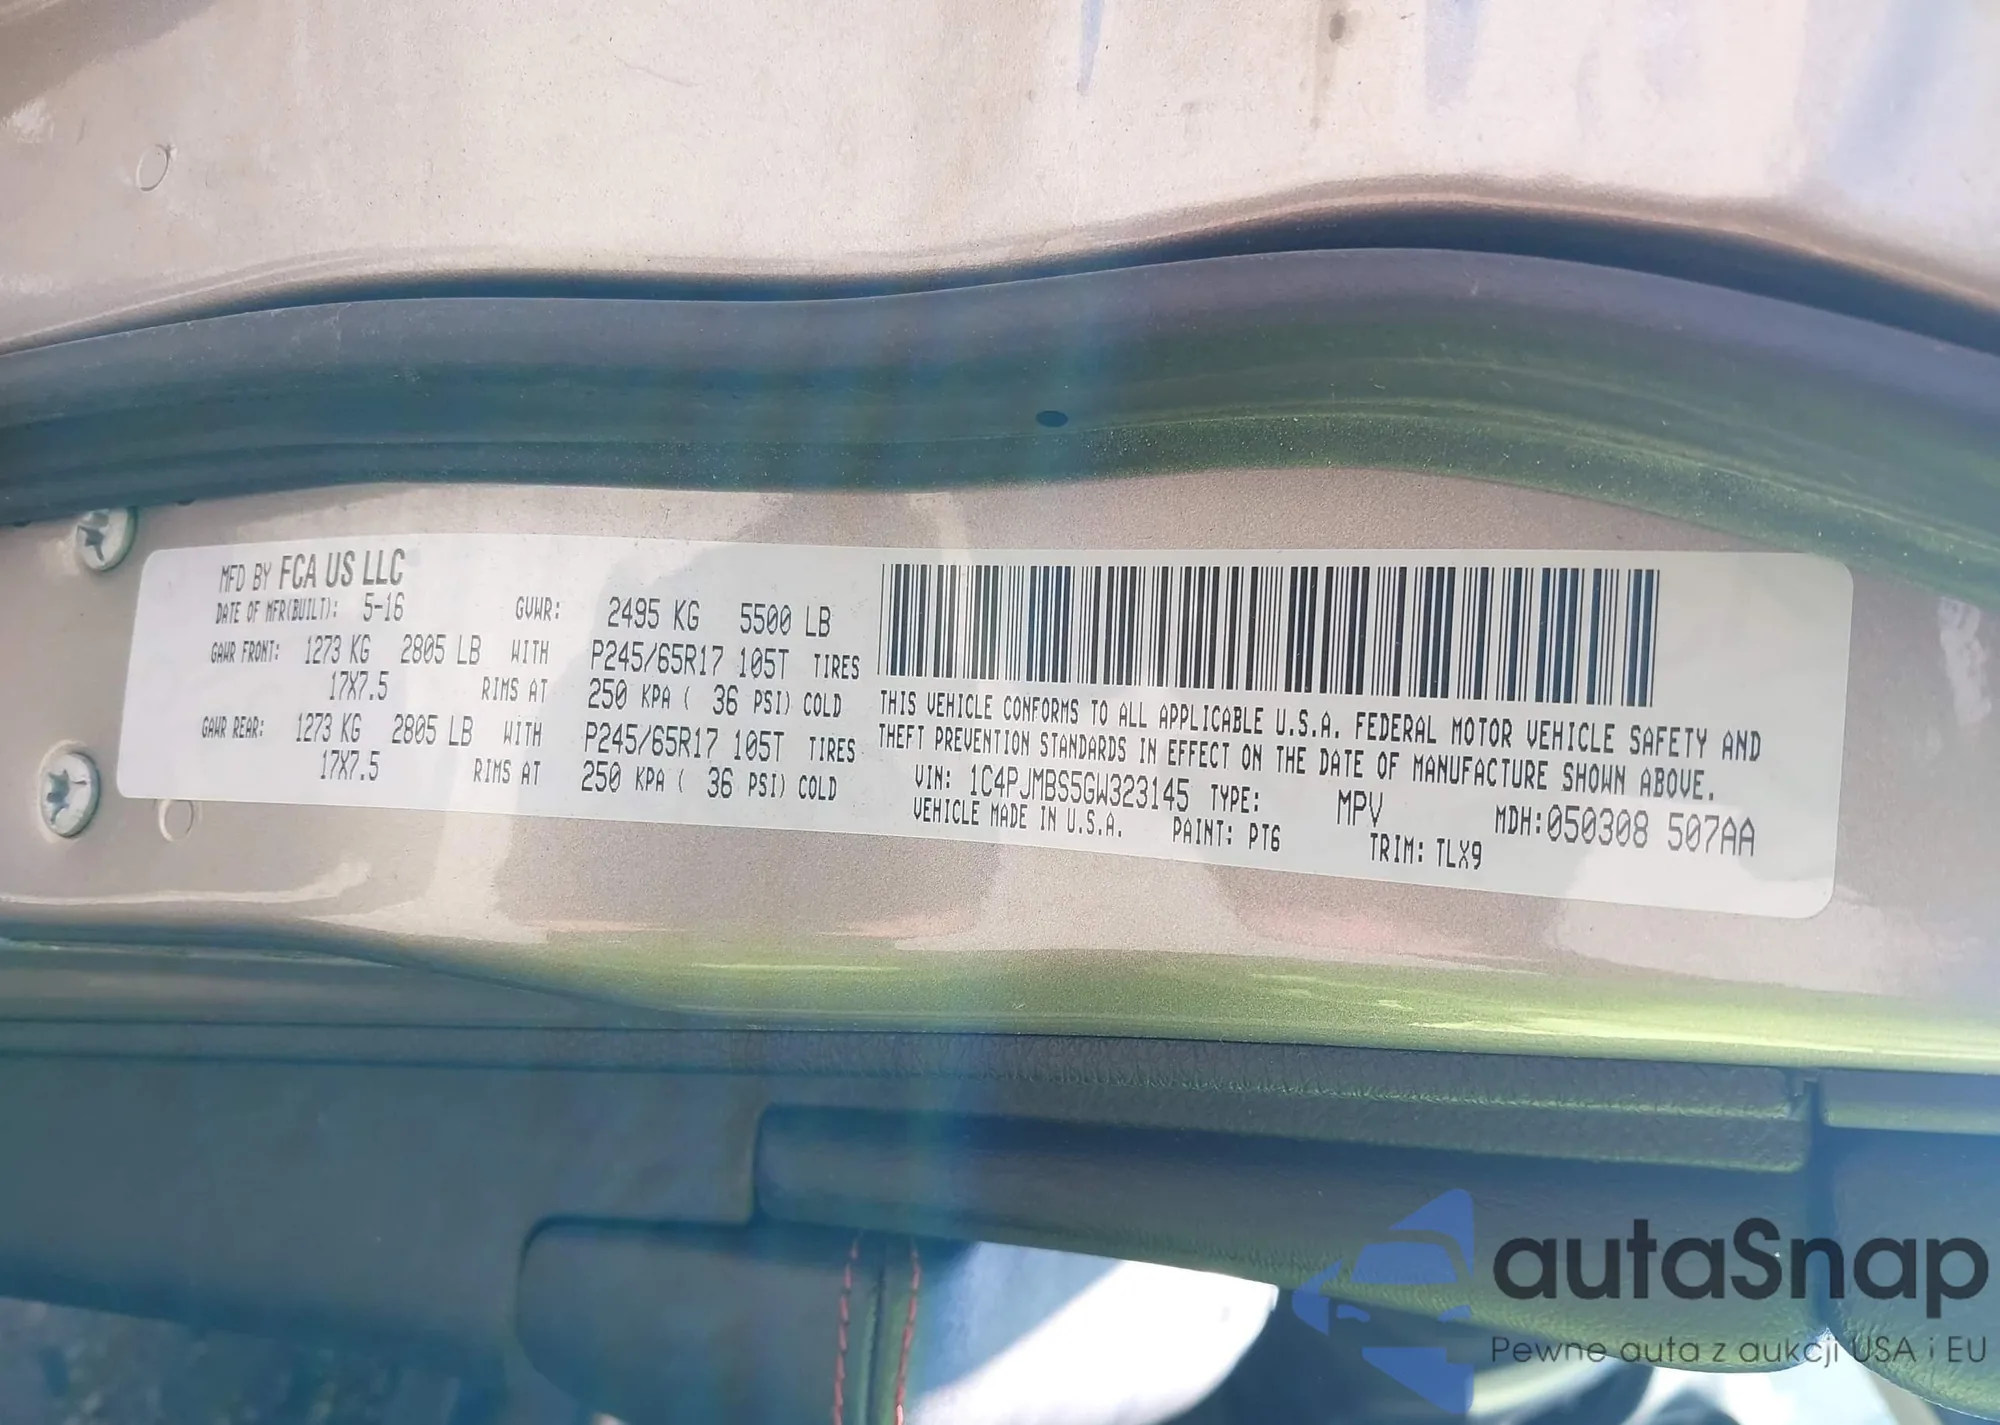 MFD BY FCA US LLC
DATE OF MFR(BUILT): 5-16 GVWR: 2495 KG 5500 LB
GAWR FRONT: 1273 KG 2805 LB WITH P245/65R17 105T TIRES
17X7.5 RIMS AT 250 KPA ( 36 PSI) COLD
GAWR REAR: 1273 KG 2805 LB WITH P245/65R17 105T TIRES
17X7.5 RIMS AT 250 KPA ( 36 PSI) COLD
THIS VEHICLE CONFORMS TO ALL APPLICABLE U.S.A. FEDERAL MOTOR VEHICLE SAFETY AND
THEFT PREVENTION STANDARDS IN EFFECT ON THE DATE OF MANUFACTURE SHOWN ABOVE.
VIN: 1C4PJMBS5GW323145 TYPE: MPV MDH:050308 507AA
VEHICLE MADE IN U.S.A. PAINT: PT6 TRIM: TLX9
autaSnap
Pewne auta z aukcji USA i EU